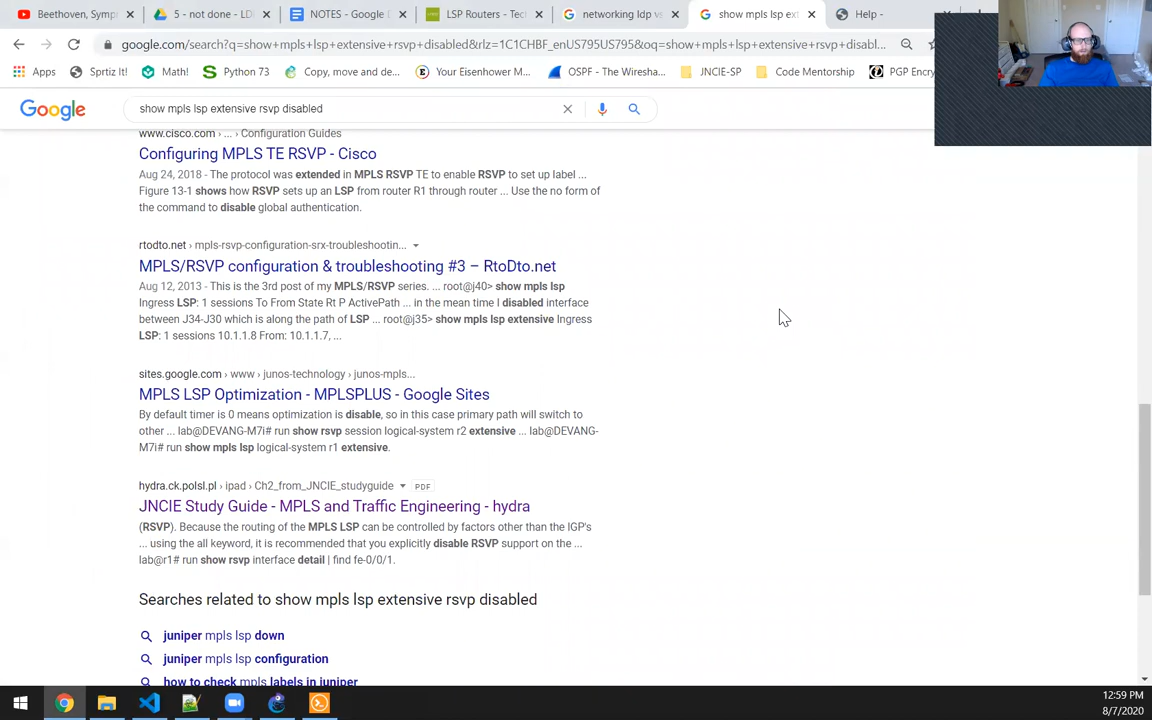 Beethoven, Symp
5 - not done - LD
NOTES - Google D
LSP Routers - Tec
networking ldp vs
show mpls lsp ext
Help -
google.com/search?q=show+mpls+lsp+extensive+rsvp+disabled&rlz=1C1CHBF_enUS795US795&oq=show+mpls+lsp+extensive+rsvp+disabl...
Apps
Sprtiz It!
Math!
Python 73
Copy, move and de...
Your Eisenhower M...
OSPF - The Wiresha...
JNCIE-SP
Code Mentorship
PGP Encry
Google
show mpls lsp extensive rsvp disabled
www.cisco.com › ... › Configuration Guides
Configuring MPLS TE RSVP - Cisco
Aug 24, 2018 - The protocol was extended in MPLS RSVP TE to enable RSVP to set up label ...
Figure 13-1 shows how RSVP sets up an LSP from router R1 through router ... Use the no form of
the command to disable global authentication.
rtodto.net › mpls-rsvp-configuration-srx-troubleshootin...
MPLS/RSVP configuration & troubleshooting #3 – RtoDto.net
Aug 12, 2013 - This is the 3rd post of my MPLS/RSVP series. ... root@j40> show mpls lsp
Ingress LSP: 1 sessions To From State Rt P ActivePath ... in the mean time I disabled interface
between J34-J30 which is along the path of LSP ... root@j35> show mpls lsp extensive Ingress
LSP: 1 sessions 10.1.1.8 From: 10.1.1.7, ...
sites.google.com › www › junos-technology › junos-mpls...
MPLS LSP Optimization - MPLSPLUS - Google Sites
By default timer is 0 means optimization is disable, so in this case primary path will switch to
other ... lab@DEVANG-M7i# run show rsvp session logical-system r2 extensive ... lab@DEVANG-
M7i# run show mpls lsp logical-system r1 extensive.
hydra.ck.polsl.pl › ipad › Ch2_from_JNCIE_studyguide
PDF
JNCIE Study Guide - MPLS and Traffic Engineering - hydra
(RSVP). Because the routing of the MPLS LSP can be controlled by factors other than the IGP's
... using the all keyword, it is recommended that you explicitly disable RSVP support on the ...
lab@r1# run show rsvp interface detail | find fe-0/0/1.
Searches related to show mpls lsp extensive rsvp disabled
juniper mpls lsp down
juniper mpls lsp configuration
how to check mpls labels in juniper
12:59 PM
8/7/2020